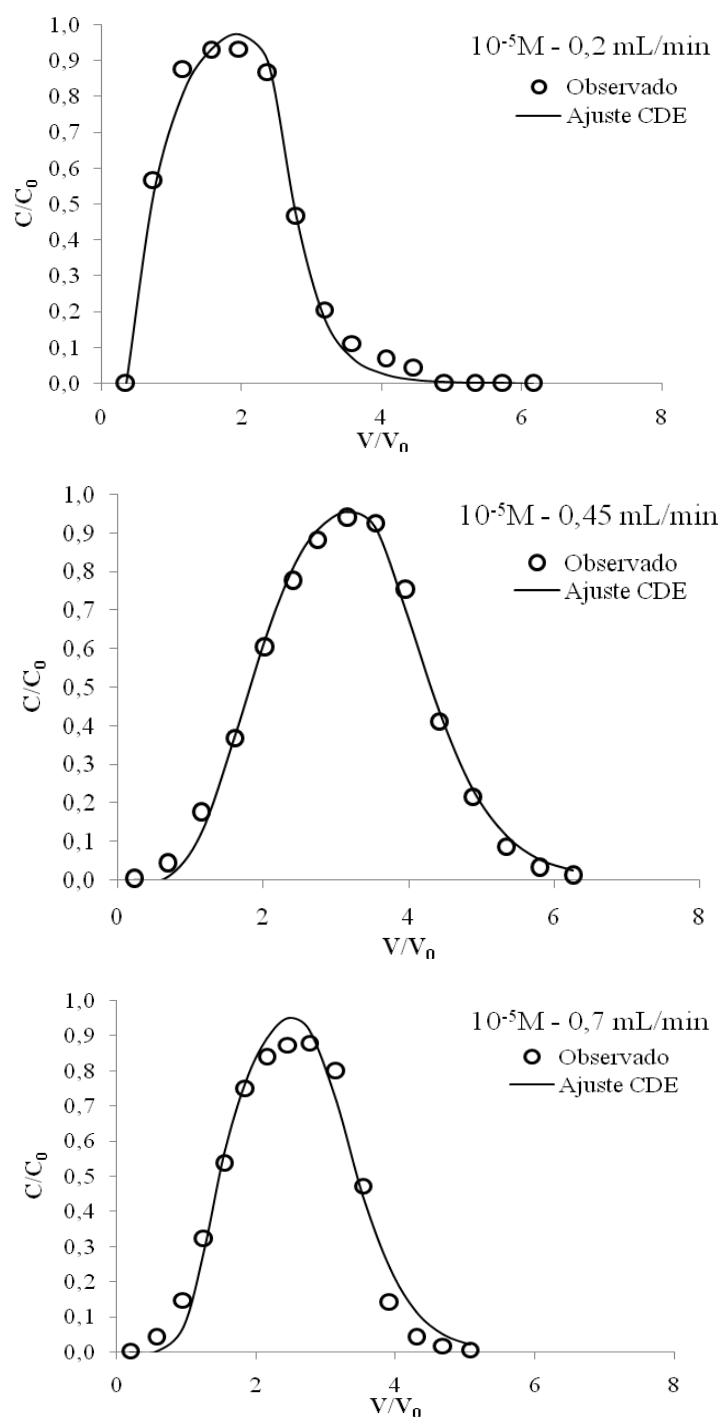 10⁻⁵M - 0,2 mL/min
Observado
Ajuste CDE
C/C₀
1,0
0,9
0,8
0,7
0,6
0,5
0,4
0,3
0,2
0,1
0,0
0 2 4 6 8
V/V₀
10⁻⁵M - 0,45 mL/min
Observado
Ajuste CDE
C/C₀
1,0
0,9
0,8
0,7
0,6
0,5
0,4
0,3
0,2
0,1
0,0
0 2 4 6 8
V/V₀
10⁻⁵M - 0,7 mL/min
Observado
Ajuste CDE
C/C₀
1,0
0,9
0,8
0,7
0,6
0,5
0,4
0,3
0,2
0,1
0,0
0 2 4 6 8
V/V₀